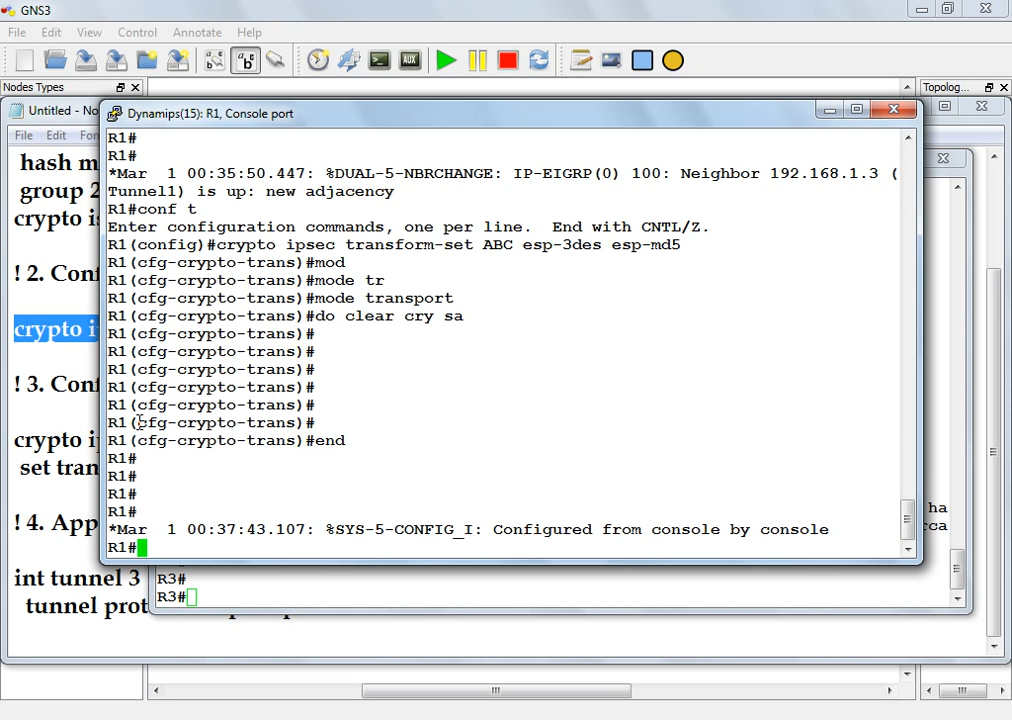 GNS3
File Edit View Control Annotate Help
Nodes Types
Topolog...
Untitled - No
File Edit For
hash m
group 2
crypto is
! 2. Con
crypto i
! 3. Con
crypto ip
set tran
! 4. App
int tunnel 3
tunnel prot
Dynamips(15): R1, Console port
R1#
R1#
*Mar  1 00:35:50.447: %DUAL-5-NBRCHANGE: IP-EIGRP(0) 100: Neighbor 192.168.1.3 (
Tunnel1) is up: new adjacency
R1#conf t
Enter configuration commands, one per line.  End with CNTL/Z.
R1(config)#crypto ipsec transform-set ABC esp-3des esp-md5
R1(cfg-crypto-trans)#mod
R1(cfg-crypto-trans)#mode tr
R1(cfg-crypto-trans)#mode transport
R1(cfg-crypto-trans)#do clear cry sa
R1(cfg-crypto-trans)#
R1(cfg-crypto-trans)#
R1(cfg-crypto-trans)#
R1(cfg-crypto-trans)#
R1(cfg-crypto-trans)#
R1(cfg-crypto-trans)#
R1(cfg-crypto-trans)#end
R1#
R1#
R1#
R1#
*Mar  1 00:37:43.107: %SYS-5-CONFIG_I: Configured from console by console
R1#
ha
rca
R3#
R3#